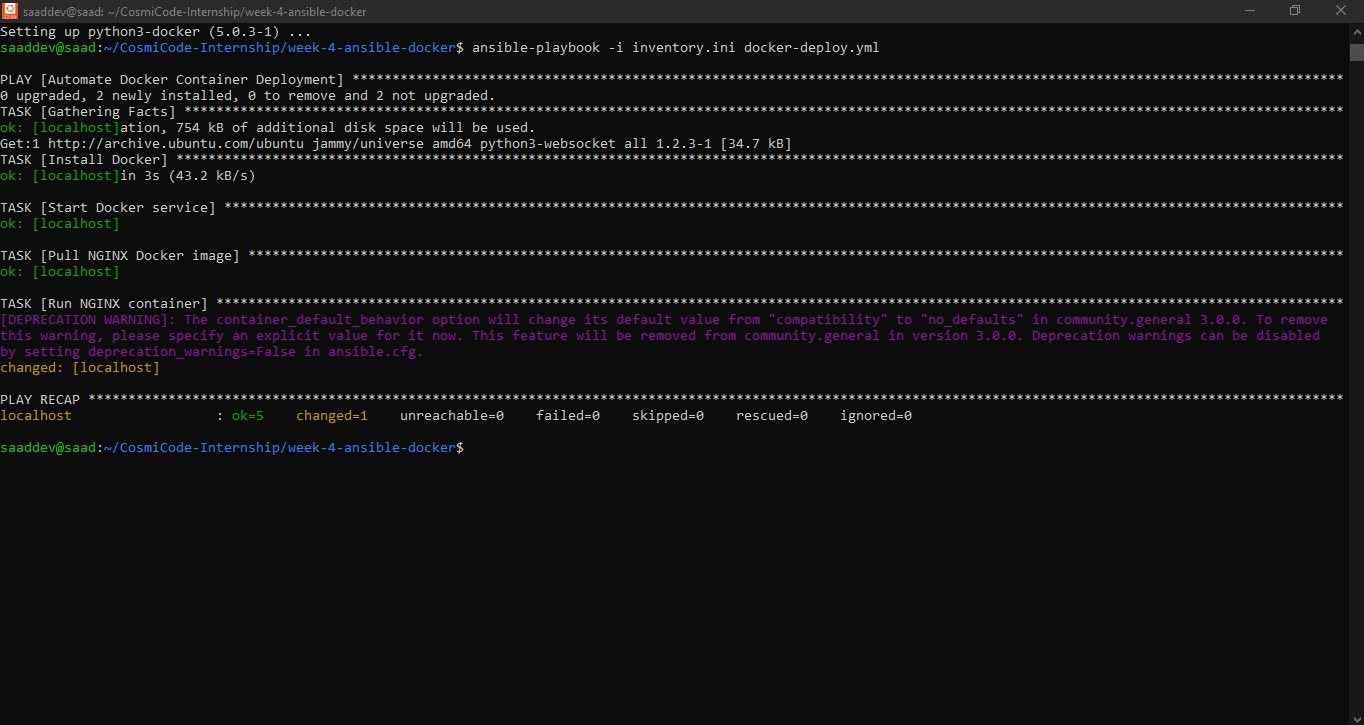 saaddev@saad: ~/CosmiCode-Internship/week-4-ansible-docker
Setting up python3-docker (5.0.3-1) ...
saaddev@saad:~/CosmiCode-Internship/week-4-ansible-docker$ ansible-playbook -i inventory.ini docker-deploy.yml
PLAY [Automate Docker Container Deployment] ****************************************************************************************************************************
0 upgraded, 2 newly installed, 0 to remove and 2 not upgraded.
TASK [Gathering Facts] *************************************************************************************************************************************************
ok: [localhost]ation, 754 kB of additional disk space will be used.
Get:1 http://archive.ubuntu.com/ubuntu jammy/universe amd64 python3-websocket all 1.2.3-1 [34.7 kB]
TASK [Install Docker] **************************************************************************************************************************************************
ok: [localhost]in 3s (43.2 kB/s)
TASK [Start Docker service] ********************************************************************************************************************************************
ok: [localhost]
TASK [Pull NGINX Docker image] *****************************************************************************************************************************************
ok: [localhost]
TASK [Run NGINX container] *********************************************************************************************************************************************
[DEPRECATION WARNING]: The container_default_behavior option will change its default value from "compatibility" to "no_defaults" in community.general 3.0.0. To remove
this warning, please specify an explicit value for it now. This feature will be removed from community.general in version 3.0.0. Deprecation warnings can be disabled
by setting deprecation_warnings=False in ansible.cfg.
changed: [localhost]
PLAY RECAP *************************************************************************************************************************************************************
localhost                  : ok=5    changed=1    unreachable=0    failed=0    skipped=0    rescued=0    ignored=0
saaddev@saad:~/CosmiCode-Internship/week-4-ansible-docker$